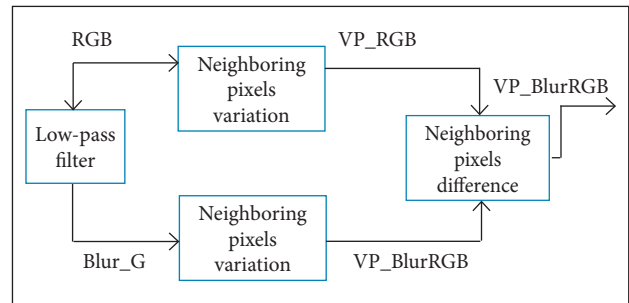 RGB
VP_RGB
Neighboring
pixels
variation
VP_BlurRGB
Low-pass
filter
Neighboring
pixels
difference
Neighboring
pixels
variation
Blur_G
VP_BlurRGB